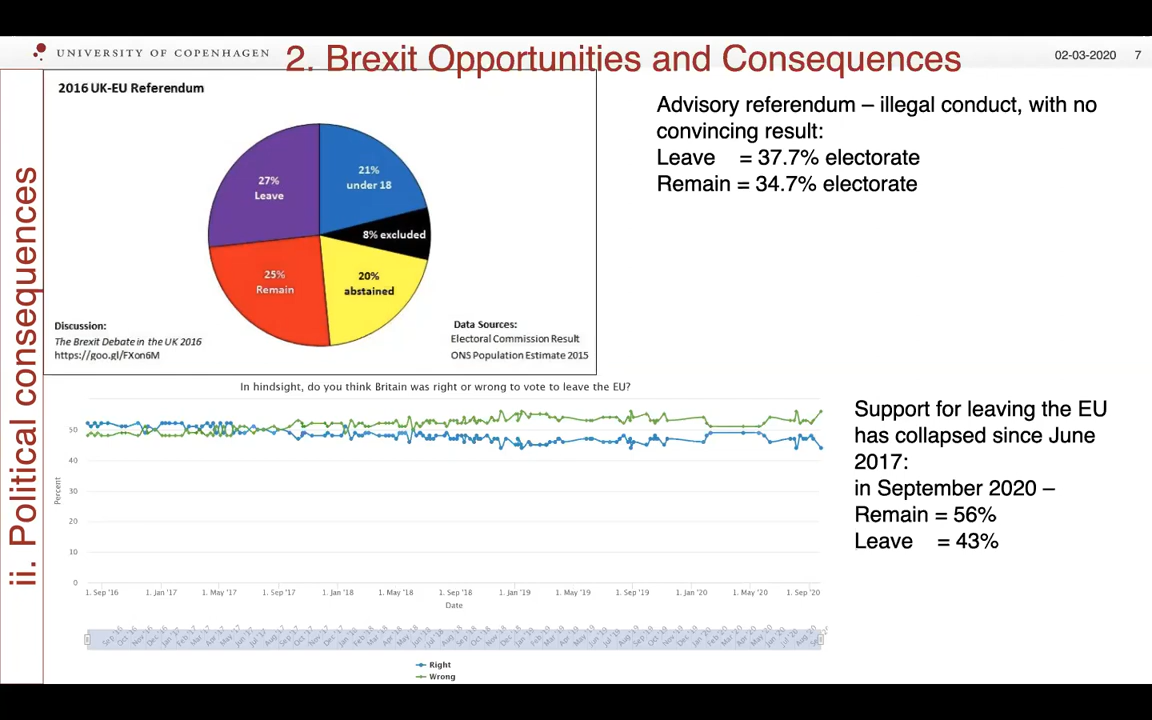 UNIVERSITY OF COPENHAGEN
2. Brexit Opportunities and Consequences
02-03-2020 7
ii. Political consequences
2016 UK-EU Referendum
27%
Leave
21%
under 18
8% excluded
20%
abstained
25%
Remain
Discussion:
The Brexit Debate in the UK 2016
https://goo.gl/FXon6M
Data Sources:
Electoral Commission Result
ONS Population Estimate 2015
Advisory referendum – illegal conduct, with no
convincing result:
Leave = 37.7% electorate
Remain = 34.7% electorate
In hindsight, do you think Britain was right or wrong to vote to leave the EU?
Percent
50
40
30
20
10
0
1. Sep '16 1. Jan '17 1. May '17 1. Sep '17 1. Jan '18 1. May '18 1. Sep '18 1. Jan '19 1. May '19 1. Sep '19 1. Jan '20 1. May '20 1. Sep '20
Date
Right
Wrong
Support for leaving the EU
has collapsed since June
2017:
in September 2020 –
Remain = 56%
Leave = 43%